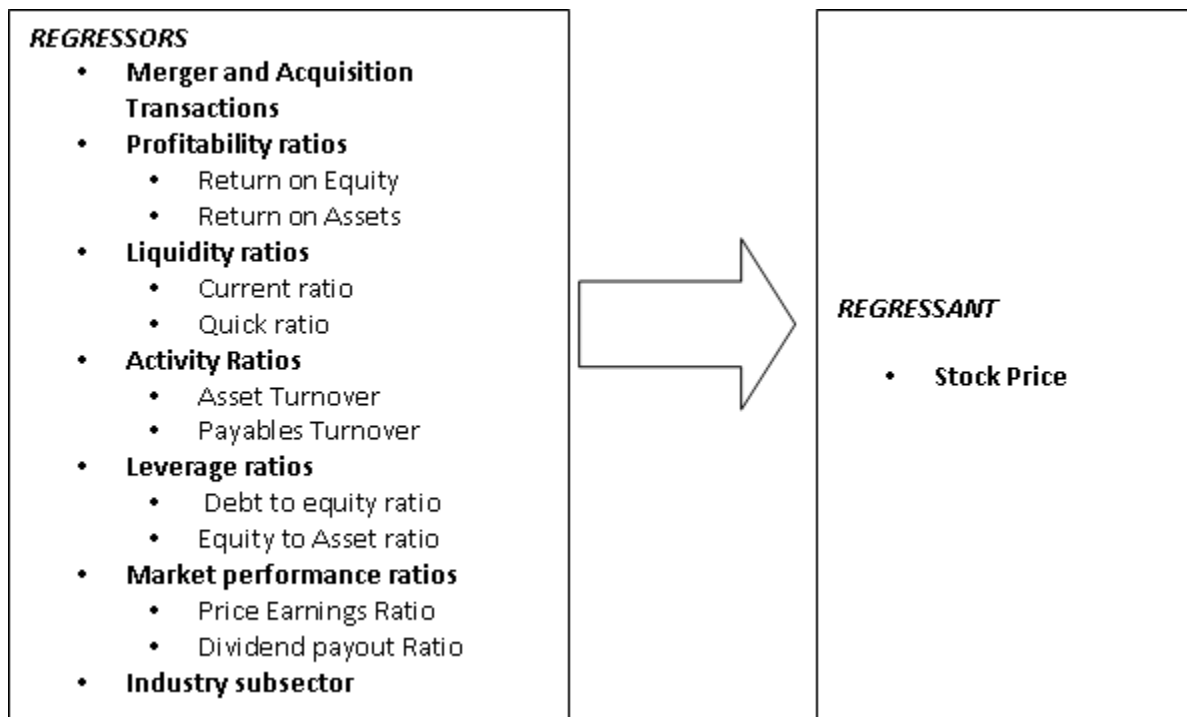 REGRESSORS
• Merger and Acquisition
Transactions
• Profitability ratios
• Return on Equity
• Return on Assets
• Liquidity ratios
• Current ratio
• Quick ratio
• Activity Ratios
• Asset Turnover
• Payables Turnover
• Leverage ratios
• Debt to equity ratio
• Equity to Asset ratio
• Market performance ratios
• Price Earnings Ratio
• Dividend payout Ratio
• Industry subsector
REGRESSANT
• Stock Price